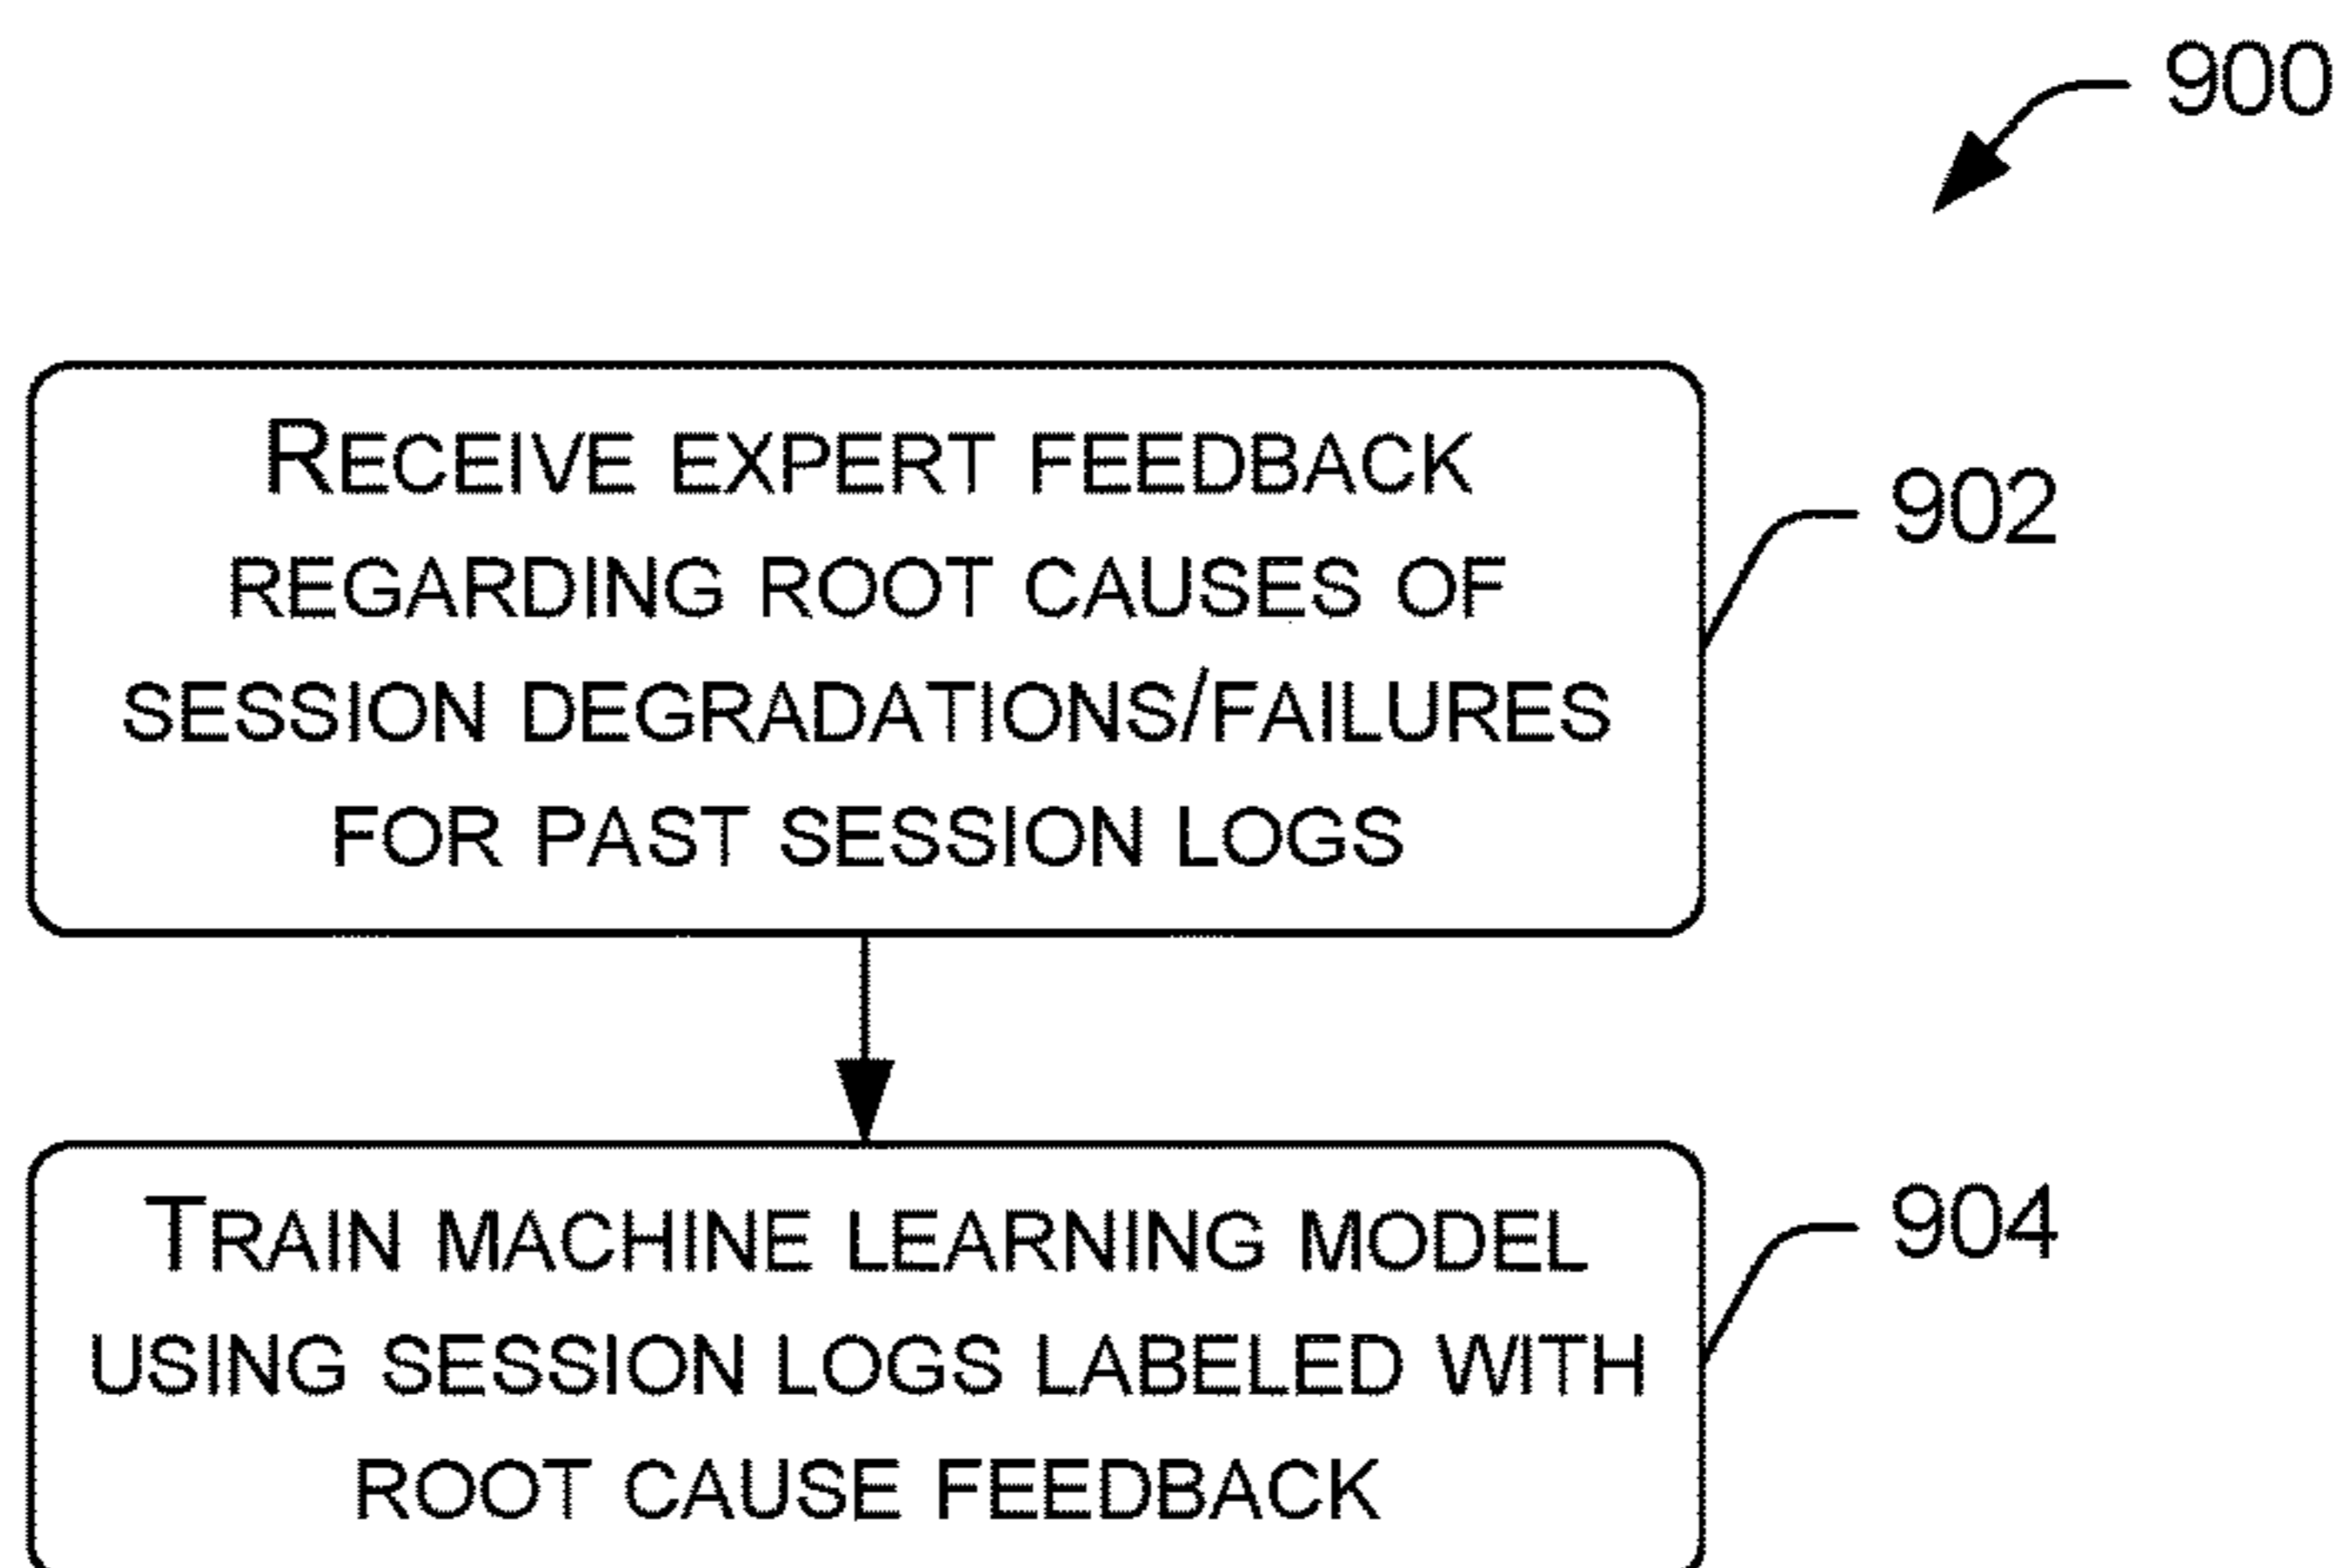 900
RECEIVE EXPERT FEEDBACK
REGARDING ROOT CAUSES OF
SESSION DEGRADATIONS/FAILURES
FOR PAST SESSION LOGS
902
TRAIN MACHINE LEARNING MODEL
USING SESSION LOGS LABELED WITH
ROOT CAUSE FEEDBACK
904